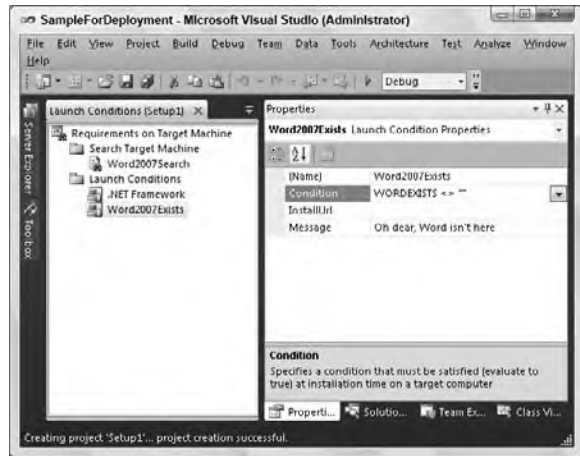 SampleForDeployment - Microsoft Visual Studio (Administrator)
File Edit View Project Build Debug Team Data Tools Architecture Test Analyze Window
Help
Debug
Server Explorer
Toolbox
Launch Conditions (Setup1)
Requirements on Target Machine
Search Target Machine
Word2007Search
Launch Conditions
.NET Framework
Word2007Exists
Properties
Word2007Exists Launch Condition Properties
(Name) Word2007Exists
Condition WORDEXISTS <> ""
InstallUrl
Message Oh dear, Word isn't here
Condition
Specifies a condition that must be satisfied (evaluate to
true) at installation time on a target computer
Properti... Solutio... Team Ex... Class Vi...
Creating project 'Setup1'... project creation successful.